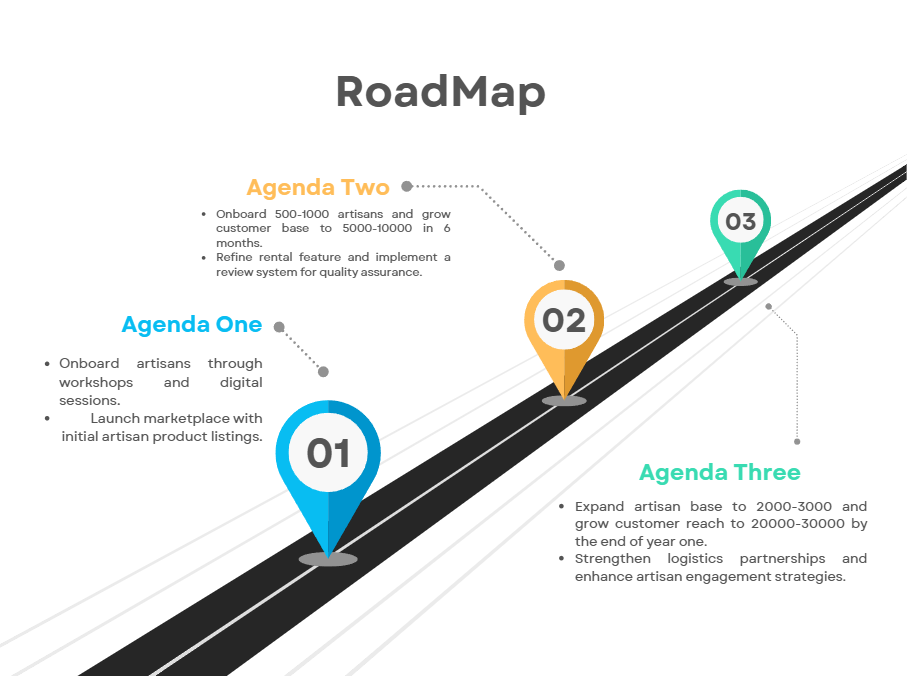 RoadMap
Agenda Two
• Onboard 500-1000 artisans and grow
customer base to 5000-10000 in 6
months.
• Refine rental feature and implement a
review system for quality assurance.
Agenda One
• Onboard artisans through
workshops and digital
sessions.
• Launch marketplace with
initial artisan product listings.
01
02
03
Agenda Three
• Expand artisan base to 2000-3000 and
grow customer reach to 20000-30000 by
the end of year one.
• Strengthen logistics partnerships and
enhance artisan engagement strategies.